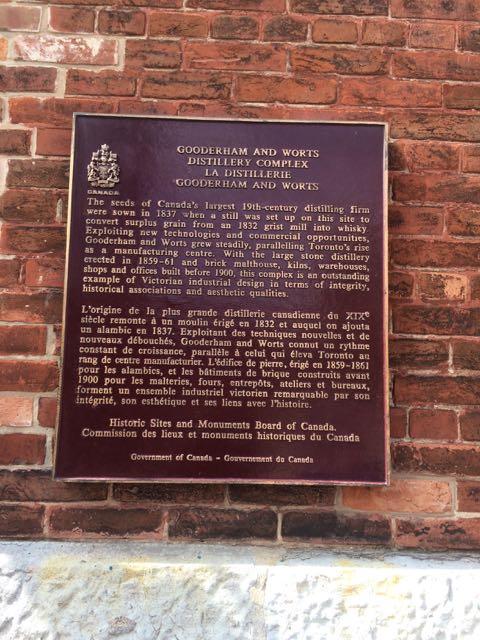 CANADA
GOODERHAM AND WORTS
DISTILLERY COMPLEX
LA DISTILLERIE
GOODERHAM AND WORTS
The seeds of Canada's largest 19th-century distilling firm
were sown in 1837 when a still was set up on this site to
convert surplus grain from an 1832 grist mill into whisky.
Exploiting new technologies and commercial opportunities,
Gooderham and Worts grew steadily, parallelling Toronto's rise
as a manufacturing centre. With the large stone distillery
erected in 1859-61 and brick malthouse, kilns, warehouses,
shops and offices built before 1900, this complex is an outstanding
example of Victorian industrial design in terms of integrity,
historical associations and aesthetic qualities.
L'origine de la plus grande distillerie canadienne du XIXe
siècle remonte à un moulin érigé en 1832 et auquel on ajouta
un alambic en 1837. Exploitant des techniques nouvelles et de
nouveaux débouchés, Gooderham and Worts connut un rythme
constant de croissance, parallèle à celui qui éleva Toronto au
rang de centre manufacturier. L'édifice de pierre, érigé en 1859-1861
pour les alambics, et les bâtiments de brique construits avant
1900 pour les malteries, fours, entrepôts, ateliers et bureaux,
forment un ensemble industriel victorien remarquable par son
intégrité, son esthétique et ses liens avec l'histoire.
Historic Sites and Monuments Board of Canada.
Commission des lieux et monuments historiques du Canada
Government of Canada – Gouvernement du Canada